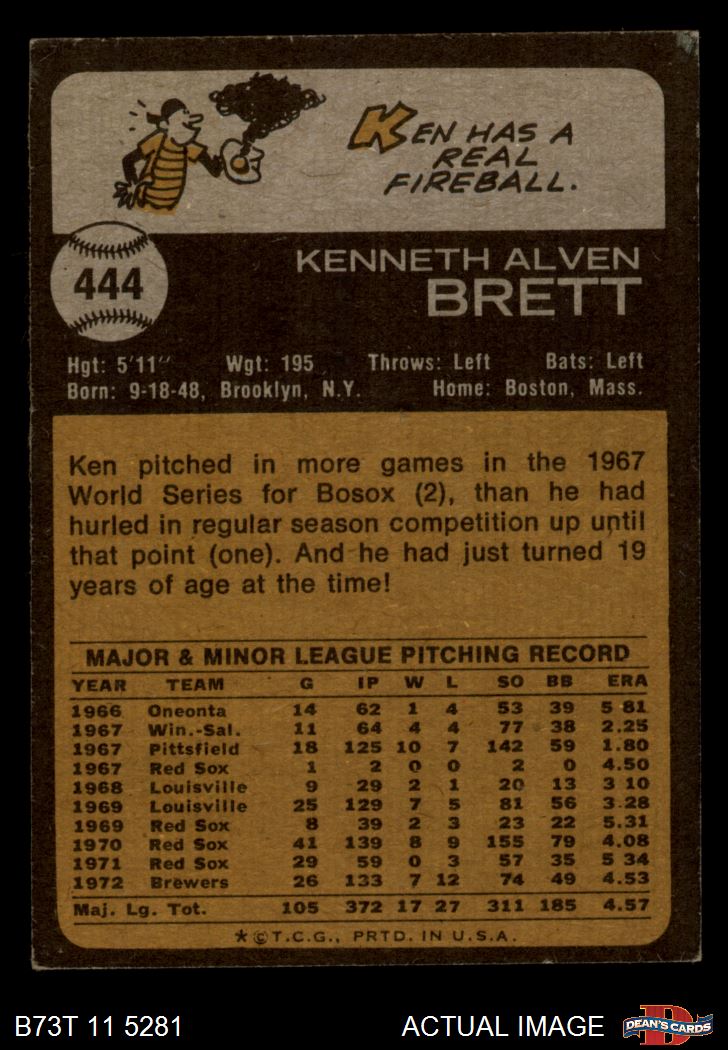 KEN HAS A
REAL
FIREBALL.
444
KENNETH ALVEN
BRETT
Hgt: 5'11" Wgt: 195 Throws: Left Bats: Left
Born: 9-18-48, Brooklyn, N.Y. Home: Boston, Mass.
Ken pitched in more games in the 1967
World Series for Bosox (2), than he had
hurled in regular season competition up until
that point (one). And he had just turned 19
years of age at the time!
MAJOR & MINOR LEAGUE PITCHING RECORD
YEAR TEAM G IP W L SO BB ERA
1966 Oneonta 14 62 1 4 53 39 5 81
1967 Win.-Sal. 11 64 4 4 77 38 2.25
1967 Pittsfield 18 125 10 7 142 59 1.80
1967 Red Sox 1 2 0 0 2 0 4.50
1968 Louisville 9 29 2 1 20 13 3 10
1969 Louisville 25 129 7 5 81 56 3.28
1969 Red Sox 8 39 2 3 23 22 5.31
1970 Red Sox 41 139 8 9 155 79 4.08
1971 Red Sox 29 59 0 3 57 35 5 34
1972 Brewers 26 133 7 12 74 49 4.53
Maj. Lg. Tot. 105 372 17 27 311 185 4.57
*©T.C.G., PRTD. IN U.S.A.
B73T 11 5281 ACTUAL IMAGE DEAN'S CARDS